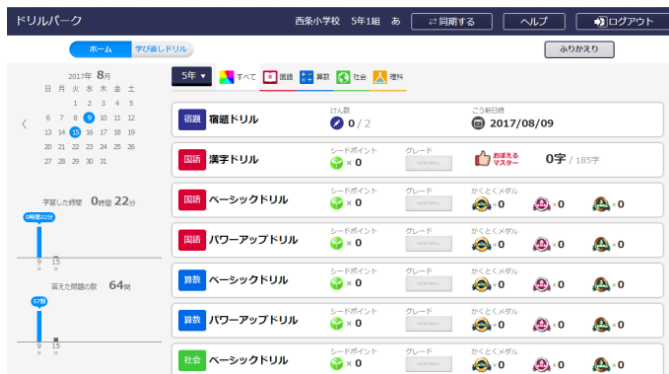 ドリルパーク
西条小学校 5年1組 あ
同期する
ヘルプ
ログアウト
ホーム
学び直しドリル
ふりかえり
2017年 8月
日 月 火 水 木 金 土
1 2 3 4 5
6 7 8 9 10 11 12
13 14 15 16 17 18 19
20 21 22 23 24 25 26
27 28 29 30 31
学習した時間 0時間 22分
0時間22分
9 15
答えた問題の数 64問
57問
9 15
5年 すべて 国語 算数 社会 理科
宿題 宿題ドリル
けん数
0 / 2
こう新日時
2017/08/09
国語 漢字ドリル
シードポイント
× 0
グレード
おぼえる
マスター
0字 / 185字
国語 ベーシックドリル
シードポイント
× 0
グレード
かくとくメダル
×0 ×0 ×0
国語 パワーアップドリル
シードポイント
× 0
グレード
かくとくメダル
×0 ×0 ×0
算数 ベーシックドリル
シードポイント
× 0
グレード
かくとくメダル
×0 ×0 ×0
算数 パワーアップドリル
シードポイント
× 0
グレード
かくとくメダル
×0 ×0 ×0
社会 ベーシックドリル
シードポイント
× 0
グレード
かくとくメダル
×0 ×0 ×0